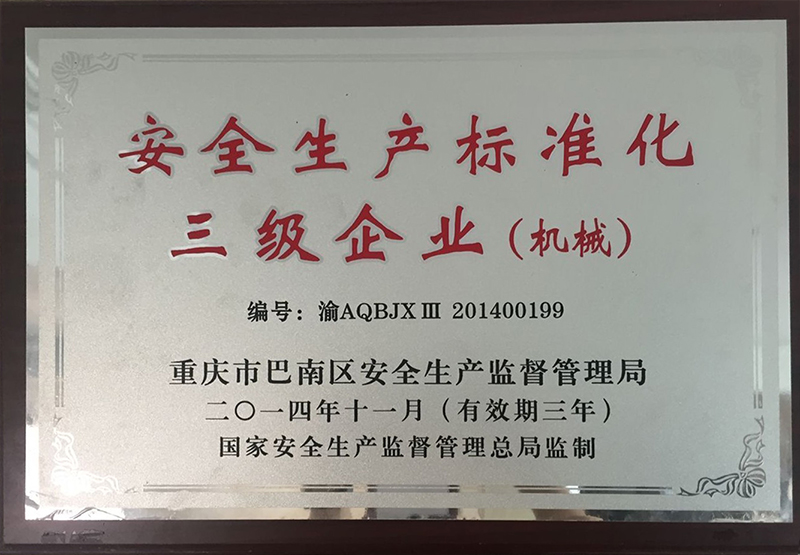 安全生产标准化
三级企业（机械）
编号：渝AQBJXⅢ 201400199
重庆市巴南区安全生产监督管理局
二〇一四年十一月（有效期三年）
国家安全生产监督管理总局监制